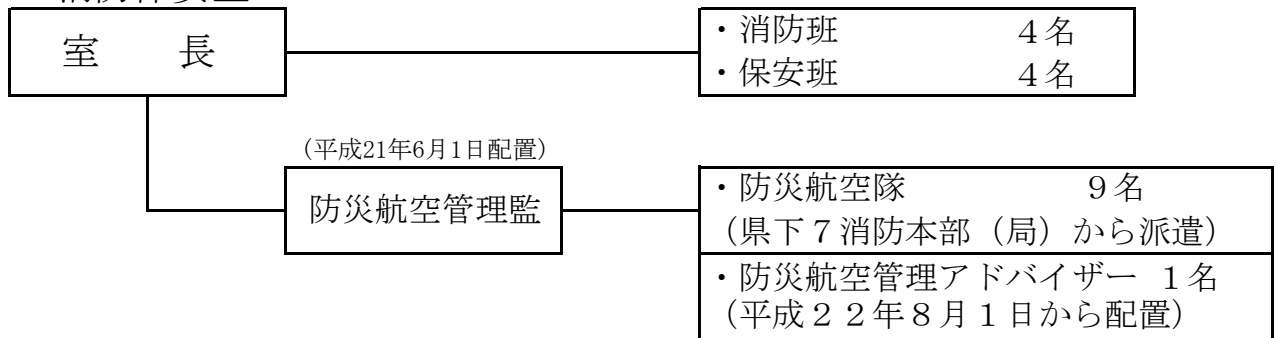 室　　長
・消防班　　　　　４名
・保安班　　　　　４名
(平成21年6月1日配置)
防災航空管理監
・防災航空隊　　　　９名
（県下７消防本部（局）から派遣）
・防災航空管理アドバイザー １名
（平成２２年８月１日から配置）